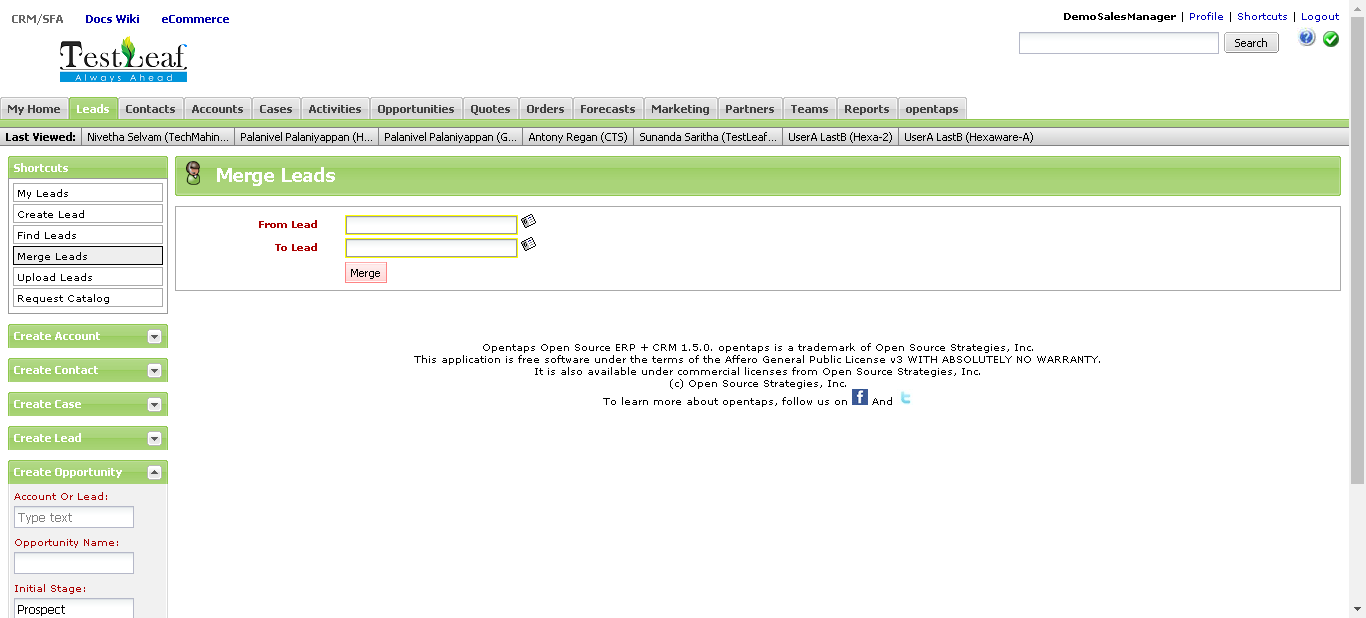 CRM/SFA Docs Wiki eCommerce
DemoSalesManager | Profile | Shortcuts | Logout
TestLeaf
Always Ahead
Search
My Home Leads Contacts Accounts Cases Activities Opportunities Quotes Orders Forecasts Marketing Partners Teams Reports opentaps
Last Viewed: Nivetha Selvam (TechMahin... Palanivel Palaniyappan (H... Palanivel Palaniyappan (G... Antony Regan (CTS) Sunanda Saritha (TestLeaf... UserA LastB (Hexa-2) UserA LastB (Hexaware-A)
Shortcuts
My Leads
Create Lead
Find Leads
Merge Leads
Upload Leads
Request Catalog
Create Account
Create Contact
Create Case
Create Lead
Create Opportunity
Account Or Lead:
Type text
Opportunity Name:
Initial Stage:
Prospect
Merge Leads
From Lead
To Lead
Merge
Opentaps Open Source ERP + CRM 1.5.0. opentaps is a trademark of Open Source Strategies, Inc.
This application is free software under the terms of the Affero General Public License v3 WITH ABSOLUTELY NO WARRANTY.
It is also available under commercial licenses from Open Source Strategies, Inc.
(c) Open Source Strategies, Inc.
To learn more about opentaps, follow us on f And t